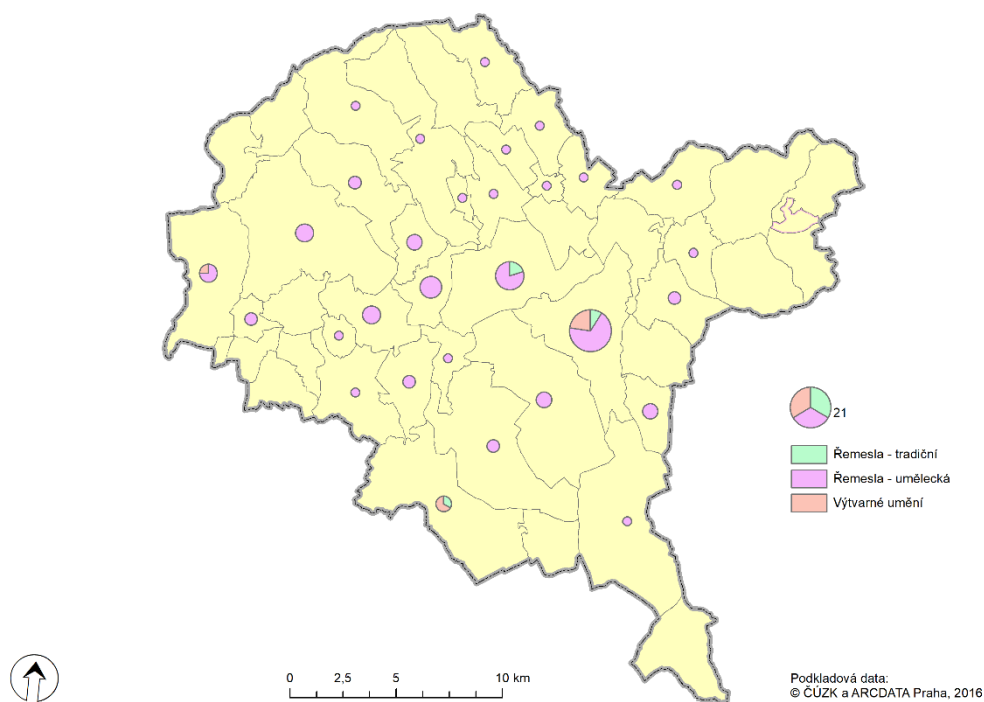 21
Řemesla - tradiční
Řemesla - umělecká
Výtvarné umění
0 2,5 5 10 km
Podkladová data:
© ČÚZK a ARCDATA Praha, 2016